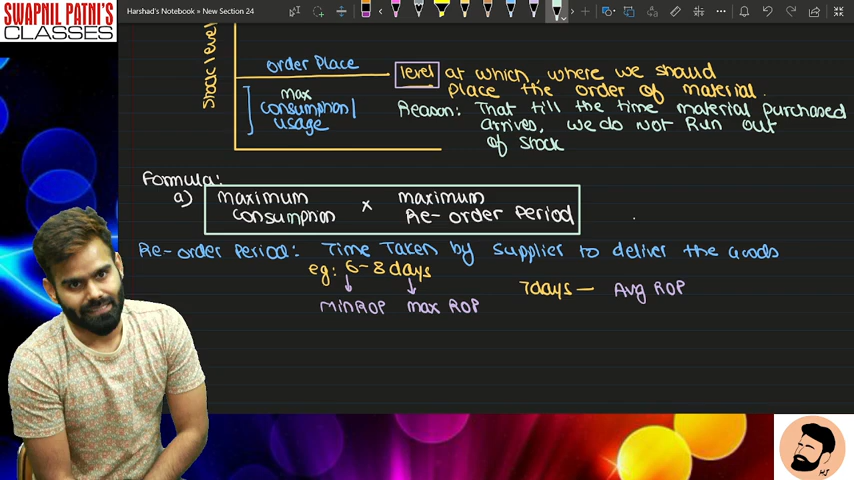 SWAPNIL PATNI'S
CLASSES
Harshad's Notebook » New Section 24
Stock level
order Place
max
consumption/
usage
level at which, where we should
place the order of material.
Reason: That till the time material purchased
arrives, we do not Run out
of stock
Formula:
a) maximum
consumption
x
maximum
Re-order Period
Re-order Period: Time Taken by supplier to deliver the Goods
eg: 6-8 days
7days — Avg ROP
Min ROP max ROP
HS